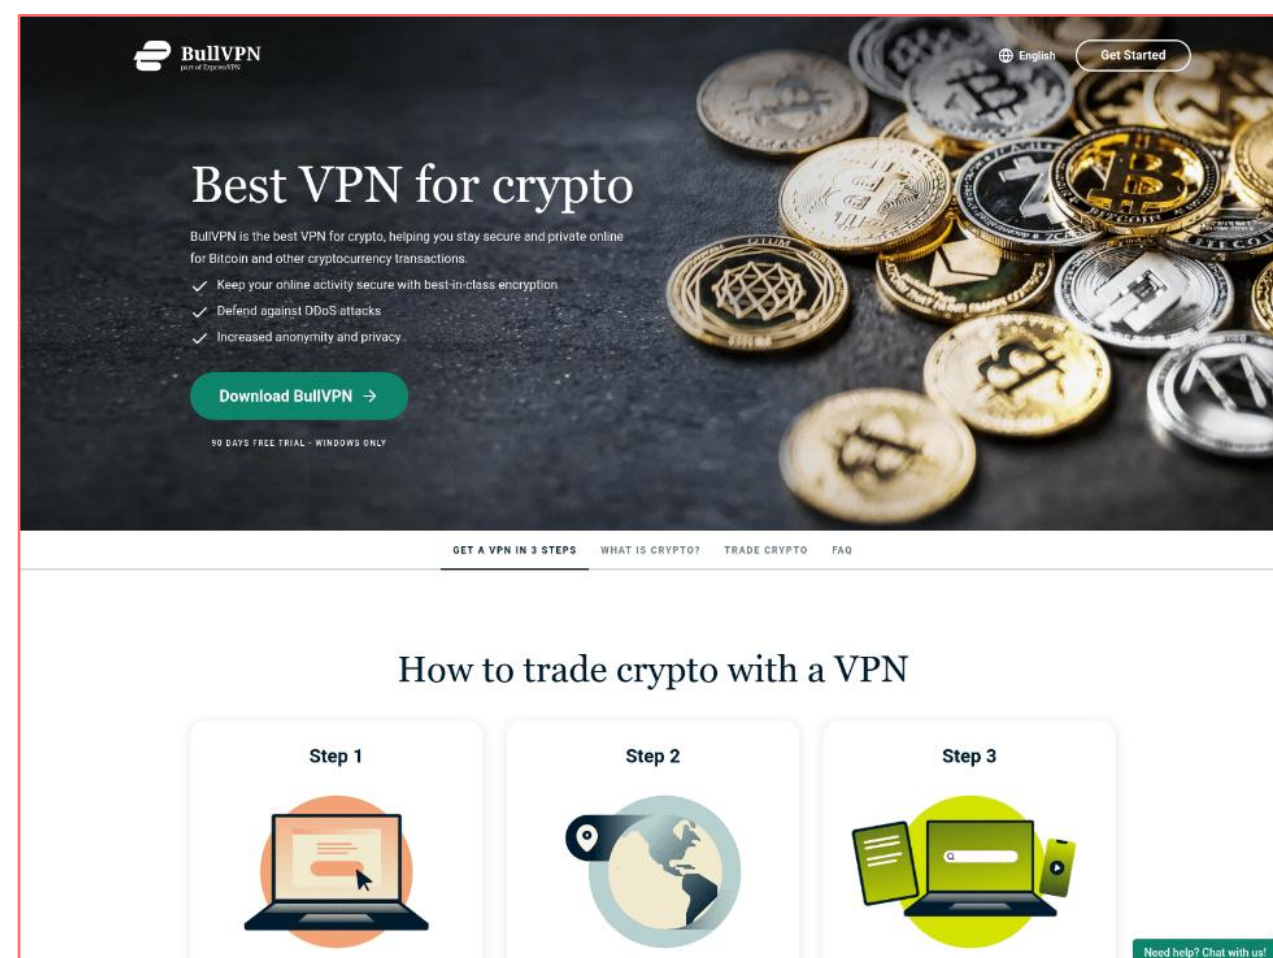 BullVPN
part of ExpressVPN
English
Get Started
Best VPN for crypto
BullVPN is the best VPN for crypto, helping you stay secure and private online
for Bitcoin and other cryptocurrency transactions.
Keep your online activity secure with best-in-class encryption
Defend against DDoS attacks
Increased anonymity and privacy
Download BullVPN →
90 DAYS FREE TRIAL - WINDOWS ONLY
BITCOIN
GET A VPN IN 3 STEPS WHAT IS CRYPTO? TRADE CRYPTO FAQ
How to trade crypto with a VPN
Step 1 Step 2 Step 3
Need help? Chat with us!